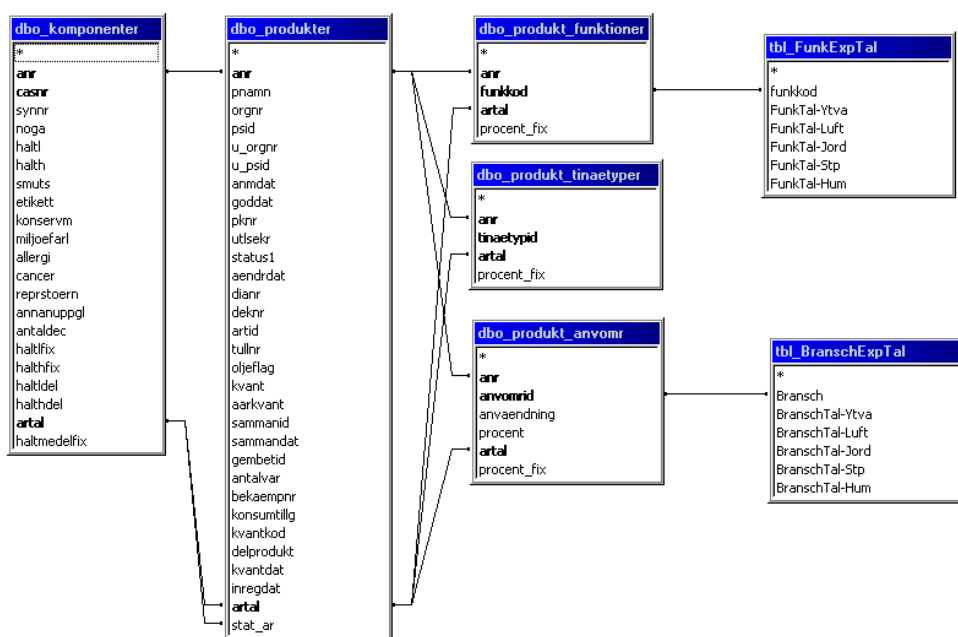 dbo_komponenter
*
anr
casnr
synnr
noga
haltl
halth
smuts
etikett
konservm
miljoefarl
allergi
cancer
reprstoern
annanuppgl
antaldec
haltlfix
halthfix
haltldel
halthdel
artal
haltmedelfix
dbo_produkter
*
anr
pnamn
orgnr
psid
u_orgnr
u_psid
anmdat
goddat
pknr
utlsekr
status1
aendrdat
dianr
deknr
artid
tullnr
oljeflag
kvant
aarkvant
sammanid
sammandat
gembetid
antalvar
bekaempnr
konsumtillg
kvantkod
delprodukt
kvantdat
inregdat
artal
stat_ar
dbo_produkt_funktioner
*
anr
funkkod
artal
procent_fix
dbo_produkt_tinaetyper
*
anr
tinaetypid
artal
procent_fix
dbo_produkt_anvomr
*
anr
anvomrid
anvaendning
procent
artal
procent_fix
tbl_FunkExpTal
*
funkkod
FunkTal-Ytva
FunkTal-Luft
FunkTal-Jord
FunkTal-Stp
FunkTal-Hum
tbl_BranschExpTal
*
Bransch
BranschTal-Ytva
BranschTal-Luft
BranschTal-Jord
BranschTal-Stp
BranschTal-Hum